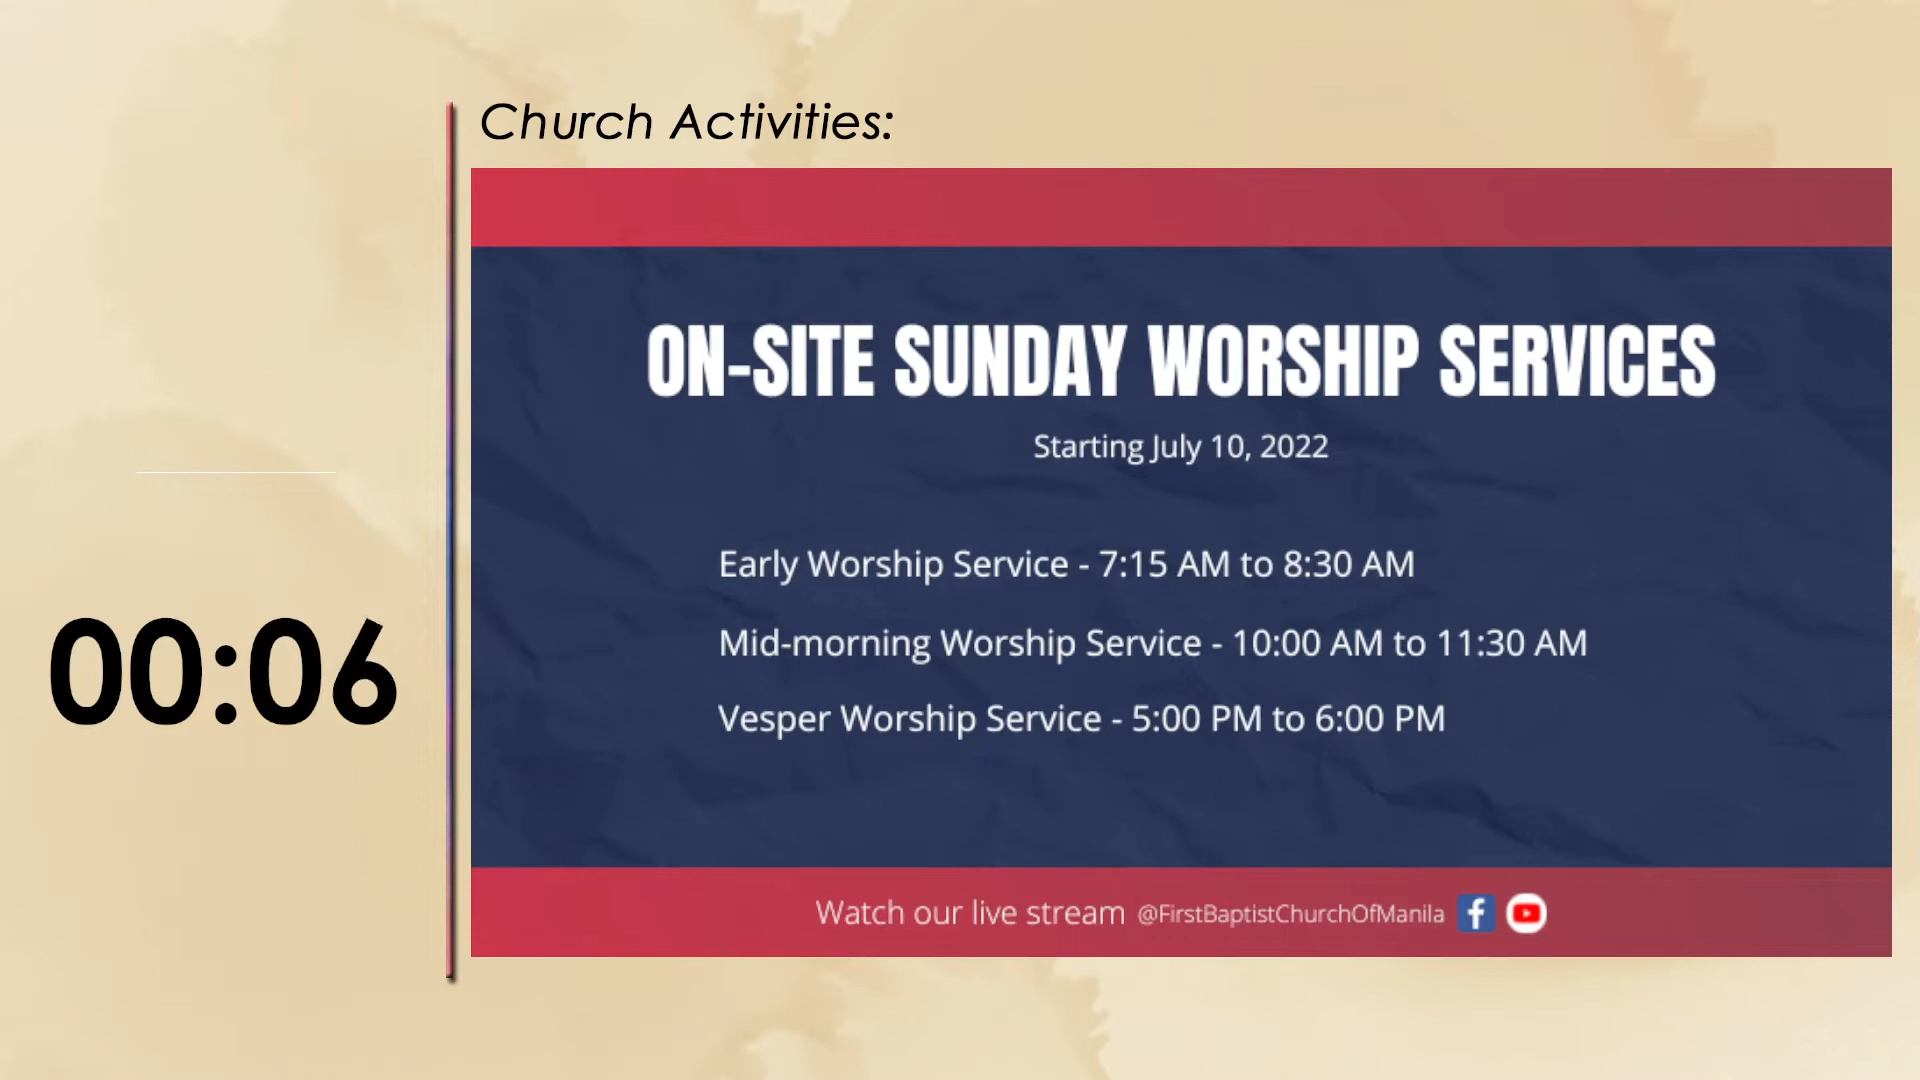 Church Activities:
ON-SITE SUNDAY WORSHIP SERVICES
Starting July 10, 2022
Early Worship Service - 7:15 AM to 8:30 AM
Mid-morning Worship Service - 10:00 AM to 11:30 AM
Vesper Worship Service - 5:00 PM to 6:00 PM
00:06
Watch our live stream @FirstBaptistChurchOfManila